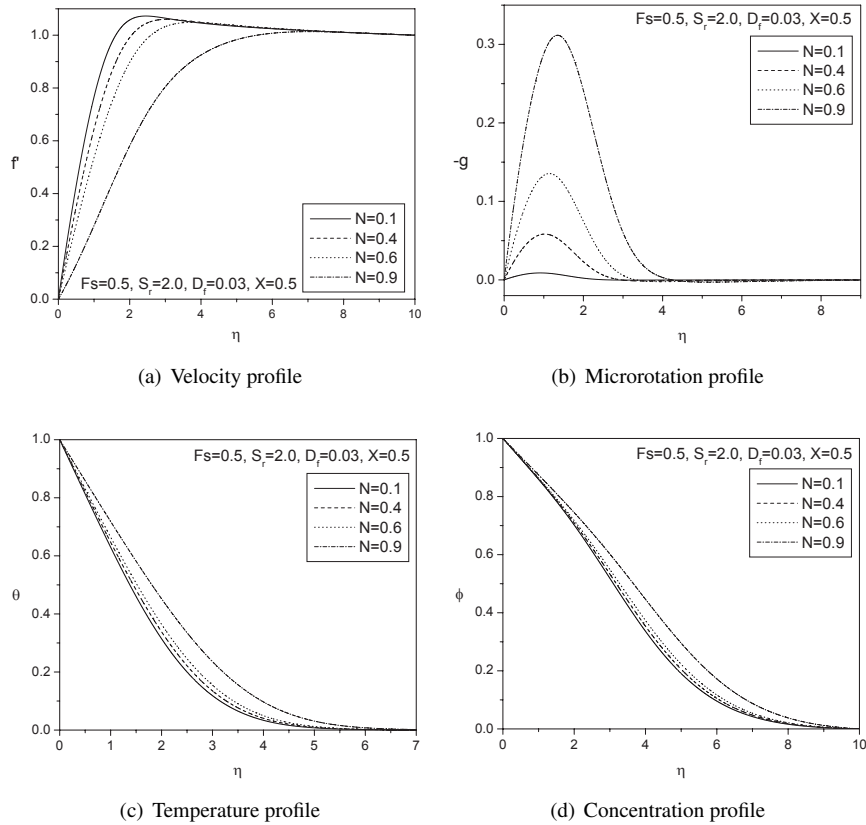 f'
1.0
0.8
0.6
0.4
0.2
0.0
N=0.1
N=0.4
N=0.6
N=0.9
Fs=0.5, Sr=2.0, Df=0.03, X=0.5
0 2 4 6 8 10
η
(a) Velocity profile
-g
0.3
0.2
0.1
0.0
Fs=0.5, Sr=2.0, Df=0.03, X=0.5
N=0.1
N=0.4
N=0.6
N=0.9
0 2 4 6 8
η
(b) Microrotation profile
θ
1.0
0.8
0.6
0.4
0.2
0.0
Fs=0.5, Sr=2.0, Df=0.03, X=0.5
N=0.1
N=0.4
N=0.6
N=0.9
0 1 2 3 4 5 6 7
η
(c) Temperature profile
ϕ
1.0
0.8
0.6
0.4
0.2
0.0
Fs=0.5, Sr=2.0, Df=0.03, X=0.5
N=0.1
N=0.4
N=0.6
N=0.9
0 2 4 6 8 10
η
(d) Concentration profile